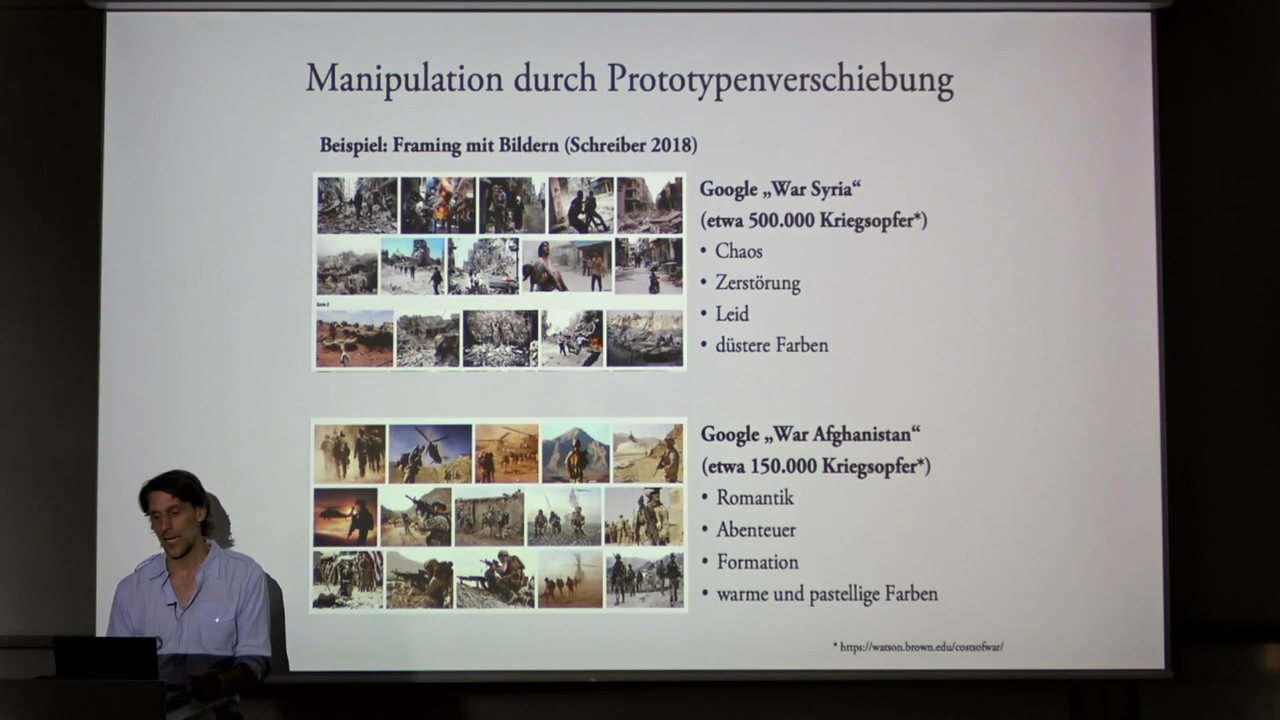 Manipulation durch Prototypenverschiebung
Beispiel: Framing mit Bildern (Schreiber 2018)
Google „War Syria“
(etwa 500.000 Kriegsopfer*)
• Chaos
• Zerstörung
• Leid
• düstere Farben
Google „War Afghanistan“
(etwa 150.000 Kriegsopfer*)
• Romantik
• Abenteuer
• Formation
• warme und pastellige Farben
* https://watson.brown.edu/costsofwar/